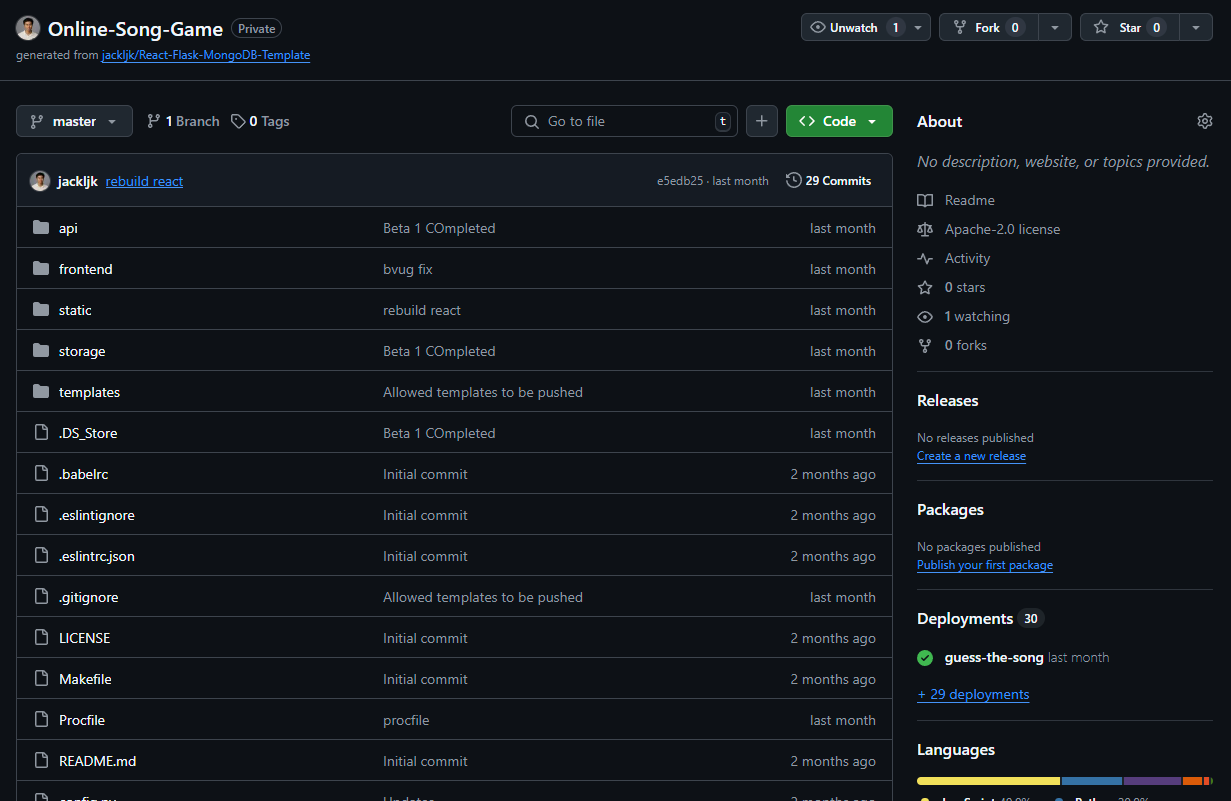 Online-Song-Game Private
Unwatch 1 Fork 0 Star 0
generated from jackljk/React-Flask-MongoDB-Template
master 1 Branch 0 Tags Go to file t + Code
jackljk rebuild react e5edb25 · last month 29 Commits
api Beta 1 COmpleted last month
frontend bvug fix last month
static rebuild react last month
storage Beta 1 COmpleted last month
templates Allowed templates to be pushed last month
.DS_Store Beta 1 COmpleted last month
.babelrc Initial commit 2 months ago
.eslintignore Initial commit 2 months ago
.eslintrc.json Initial commit 2 months ago
.gitignore Allowed templates to be pushed last month
LICENSE Initial commit 2 months ago
Makefile Initial commit 2 months ago
Procfile procfile last month
README.md Initial commit 2 months ago
About
No description, website, or topics provided.
Readme
Apache-2.0 license
Activity
0 stars
1 watching
0 forks
Releases
No releases published
Create a new release
Packages
No packages published
Publish your first package
Deployments 30
guess-the-song last month
+ 29 deployments
Languages